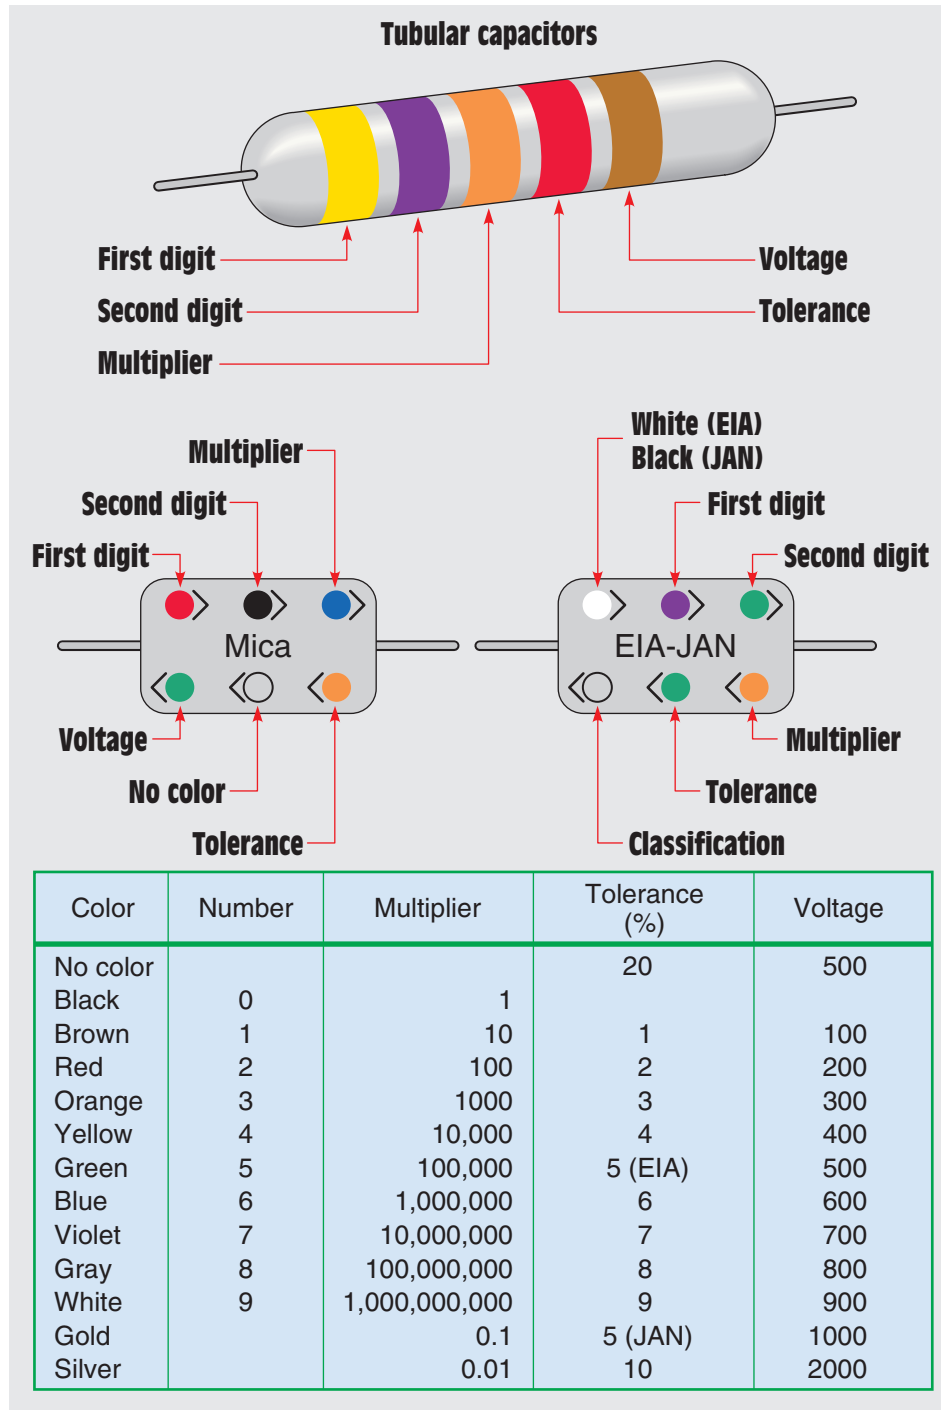 Tubular capacitors
First digit
Voltage
Second digit
Tolerance
Multiplier
White (EIA)
Black (JAN)
Multiplier
Second digit
First digit
First digit
Second digit
Mica
EIA-JAN
Voltage
Multiplier
No color
Tolerance
Tolerance
Classification
Color Number Multiplier Tolerance (%) Voltage
No color 20 500
Black 0 1
Brown 1 10 1 100
Red 2 100 2 200
Orange 3 1000 3 300
Yellow 4 10,000 4 400
Green 5 100,000 5 (EIA) 500
Blue 6 1,000,000 6 600
Violet 7 10,000,000 7 700
Gray 8 100,000,000 8 800
White 9 1,000,000,000 9 900
Gold 0.1 5 (JAN) 1000
Silver 0.01 10 2000